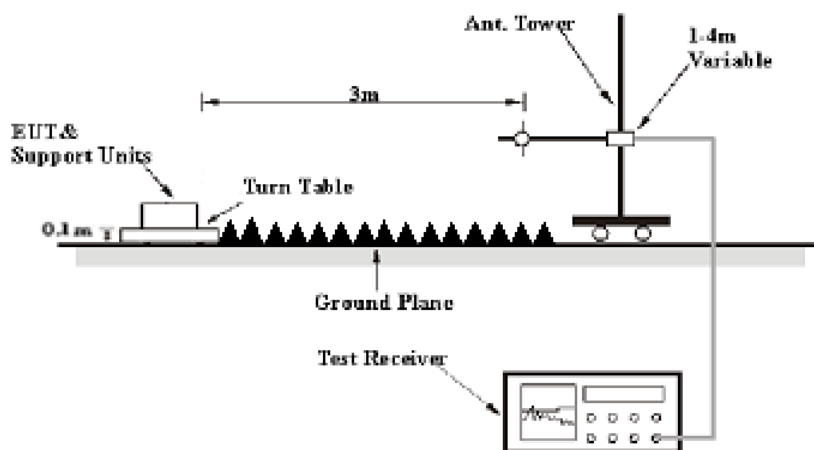 Ant. Tower
1-4m
Variable
3m
EUT&
Support Units
Turn Table
0.1m
Ground Plane
Test Receiver